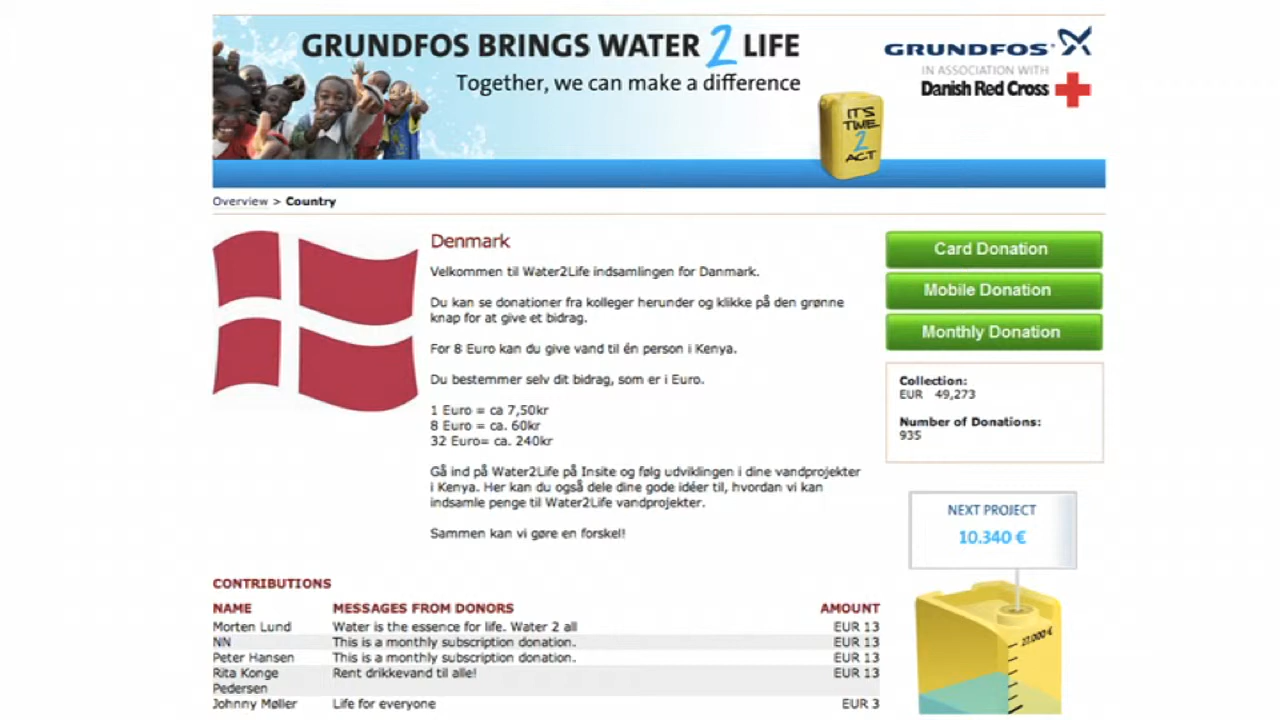 GRUNDFOS BRINGS WATER 2 LIFE
Together, we can make a difference
GRUNDFOS
IN ASSOCIATION WITH
Danish Red Cross
IT'S
TIME
2
ACT
Overview > Country
Denmark
Velkommen til Water2Life indsamlingen for Danmark.
Du kan se donationer fra kolleger herunder og klikke på den grønne
knap for at give et bidrag.
For 8 Euro kan du give vand til én person i Kenya.
Du bestemmer selv dit bidrag, som er i Euro.
1 Euro = ca 7,50kr
8 Euro = ca. 60kr
32 Euro= ca. 240kr
Gå ind på Water2Life på Insite og følg udviklingen i dine vandprojekter
i Kenya. Her kan du også dele dine gode idéer til, hvordan vi kan
indsamle penge til Water2Life vandprojekter.
Sammen kan vi gøre en forskel!
Card Donation
Mobile Donation
Monthly Donation
Collection:
EUR 49,273
Number of Donations:
935
NEXT PROJECT
10.340 €
27.000 €
CONTRIBUTIONS
NAME MESSAGES FROM DONORS AMOUNT
Morten Lund Water is the essence for life. Water 2 all EUR 13
NN This is a monthly subscription donation. EUR 13
Peter Hansen This is a monthly subscription donation. EUR 13
Rita Konge Rent drikkevand til alle! EUR 13
Pedersen
Johnny Møller Life for everyone EUR 3